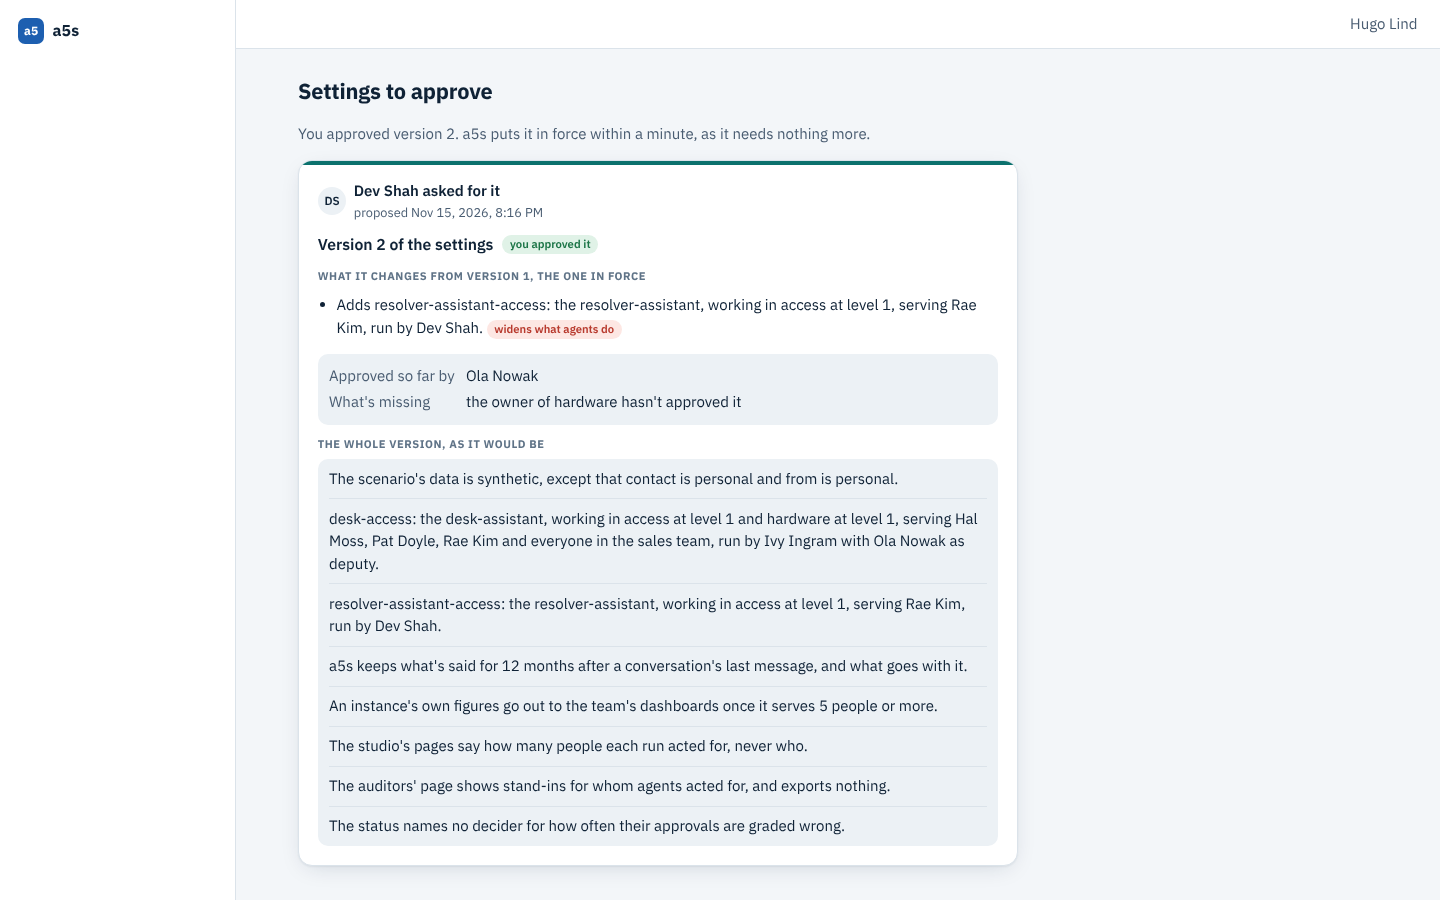 a5 a5s
Hugo Lind
Settings to approve
You approved version 2. a5s puts it in force within a minute, as it needs nothing more.
DS
Dev Shah asked for it
proposed Nov 15, 2026, 8:16 PM
Version 2 of the settings you approved it
WHAT IT CHANGES FROM VERSION 1, THE ONE IN FORCE
• Adds resolver-assistant-access: the resolver-assistant, working in access at level 1, serving Rae
Kim, run by Dev Shah. widens what agents do
Approved so far by Ola Nowak
What's missing the owner of hardware hasn't approved it
THE WHOLE VERSION, AS IT WOULD BE
The scenario's data is synthetic, except that contact is personal and from is personal.
desk-access: the desk-assistant, working in access at level 1 and hardware at level 1, serving Hal
Moss, Pat Doyle, Rae Kim and everyone in the sales team, run by Ivy Ingram with Ola Nowak as
deputy.
resolver-assistant-access: the resolver-assistant, working in access at level 1, serving Rae Kim,
run by Dev Shah.
a5s keeps what's said for 12 months after a conversation's last message, and what goes with it.
An instance's own figures go out to the team's dashboards once it serves 5 people or more.
The studio's pages say how many people each run acted for, never who.
The auditors' page shows stand-ins for whom agents acted for, and exports nothing.
The status names no decider for how often their approvals are graded wrong.